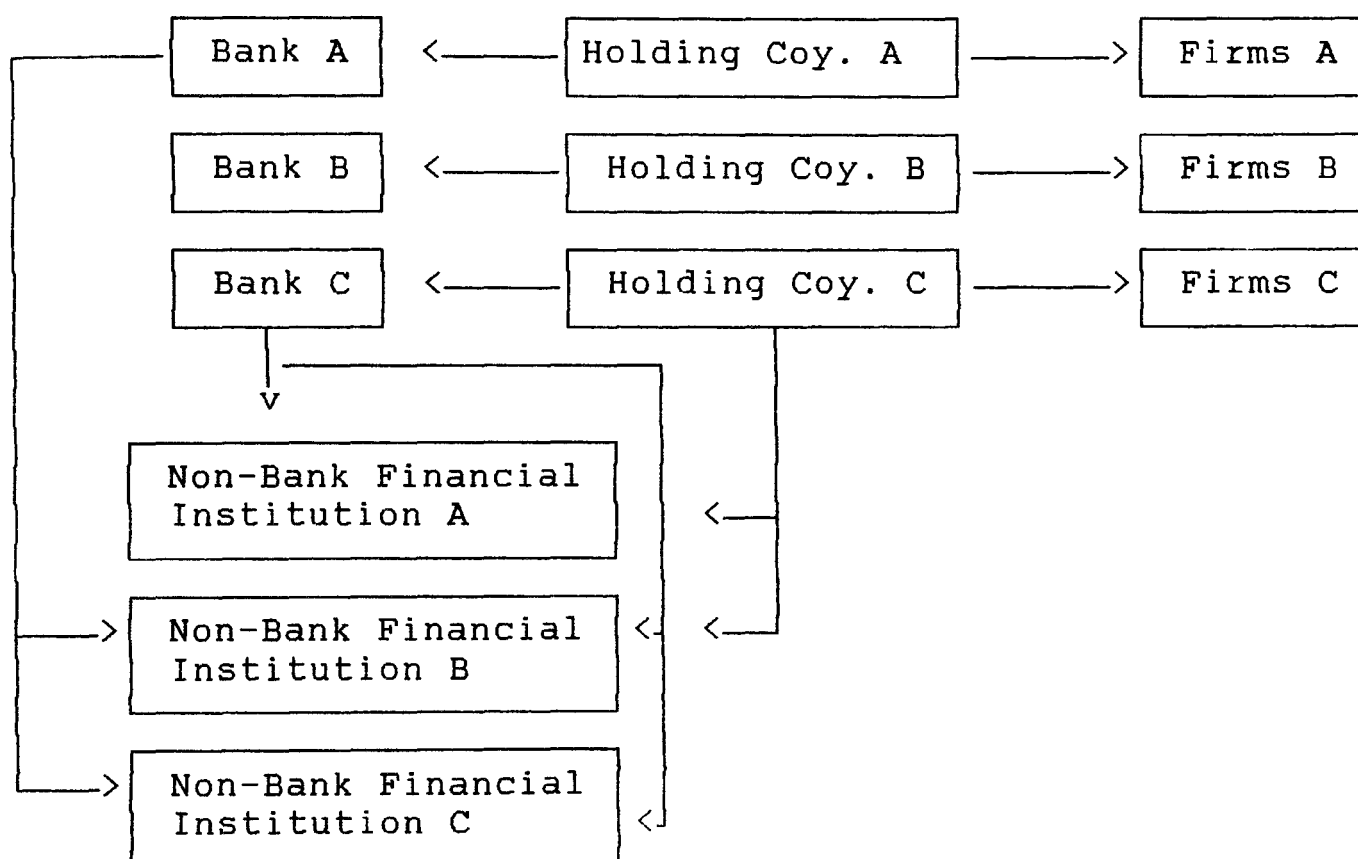 Bank A
Holding Coy. A
Firms A
Bank B
Holding Coy. B
Firms B
Bank C
Holding Coy. C
Firms C
Non-Bank Financial
Institution A
Non-Bank Financial
Institution B
Non-Bank Financial
Institution C